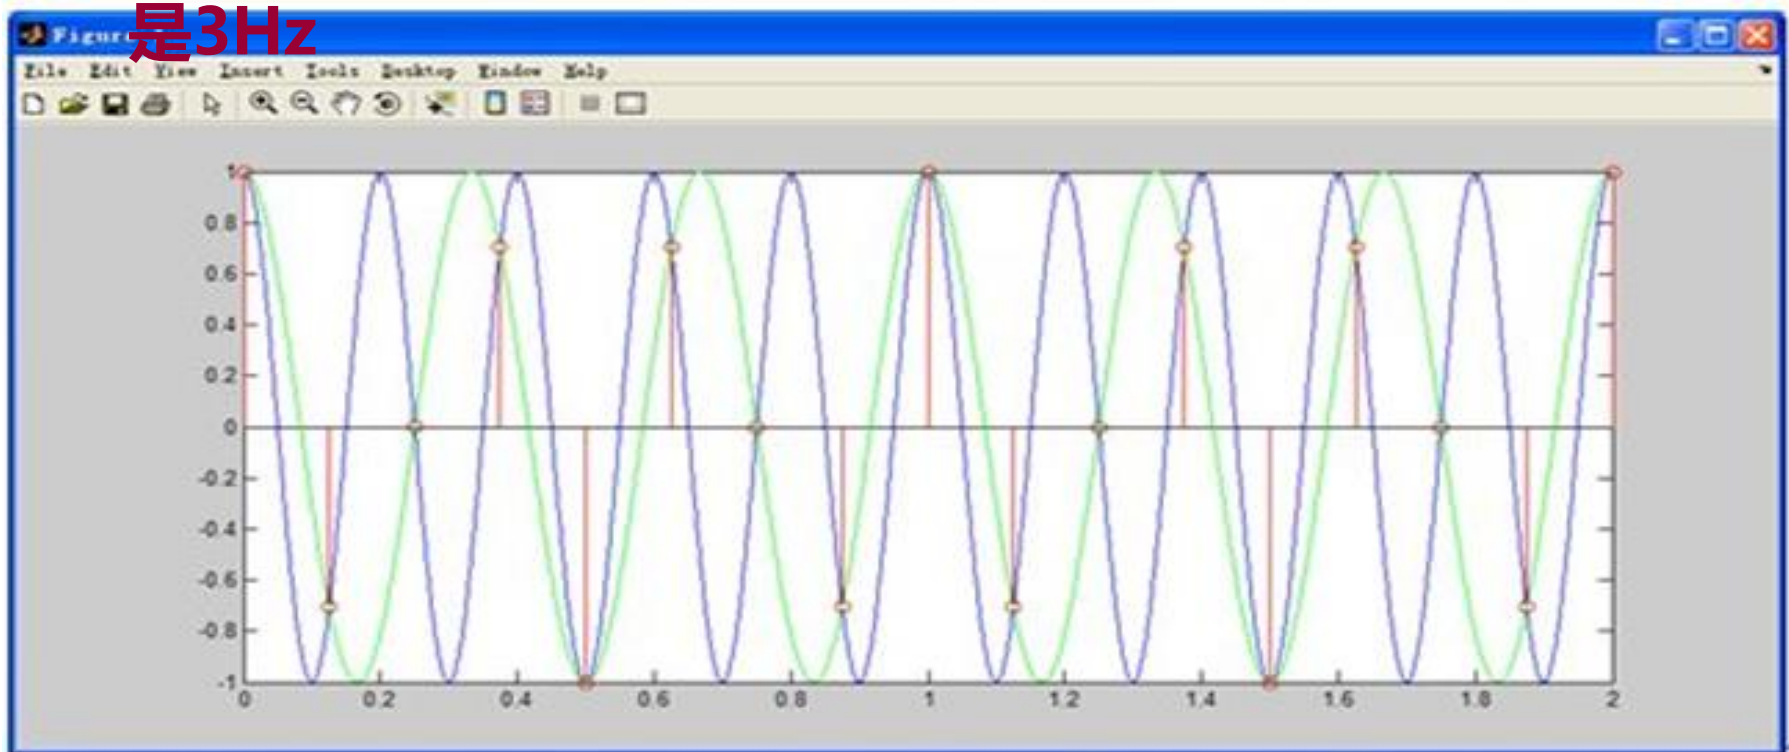 是3Hz
Figure
File Edit View Insert Tools Desktop Window Help
1
0.8
0.6
0.4
0.2
0
-0.2
-0.4
-0.6
-0.8
-1
0 0.2 0.4 0.6 0.8 1 1.2 1.4 1.6 1.8 2